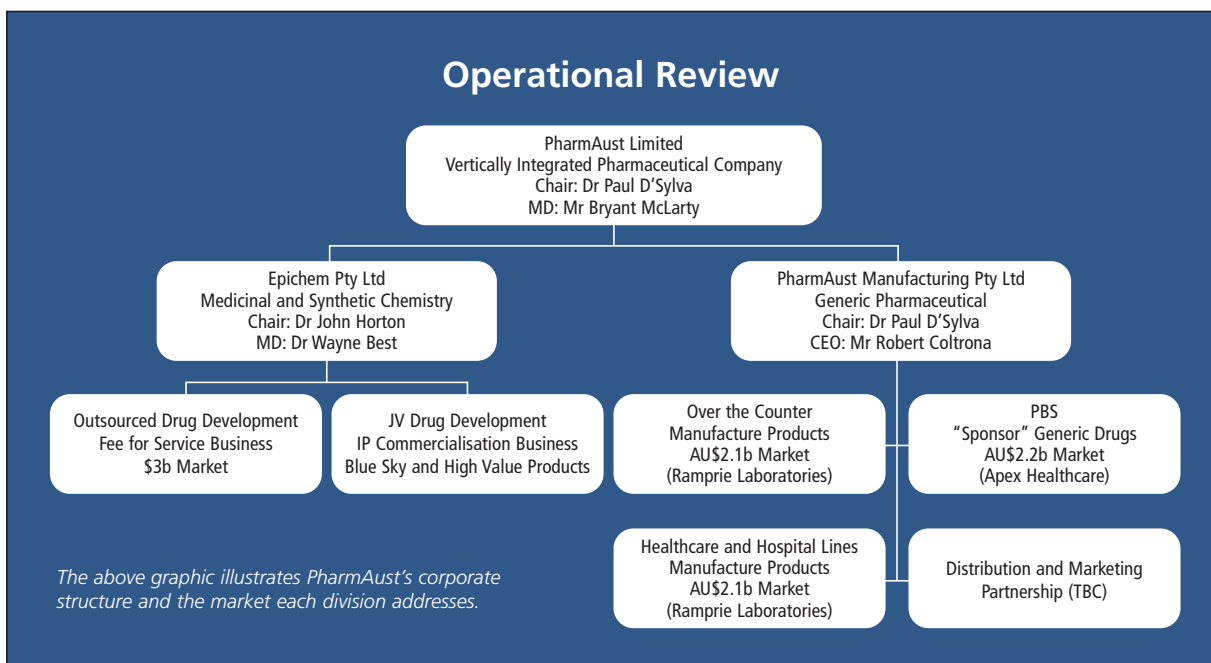 Operational Review
PharmAust Limited
Vertically Integrated Pharmaceutical Company
Chair: Dr Paul D’Sylva
MD: Mr Bryant McLarty
Epichem Pty Ltd
Medicinal and Synthetic Chemistry
Chair: Dr John Horton
MD: Dr Wayne Best
PharmAust Manufacturing Pty Ltd
Generic Pharmaceutical
Chair: Dr Paul D’Sylva
CEO: Mr Robert Coltrona
Outsourced Drug Development
Fee for Service Business
$3b Market
JV Drug Development
IP Commercialisation Business
Blue Sky and High Value Products
Over the Counter
Manufacture Products
AU$2.1b Market
(Ramprie Laboratories)
PBS
“Sponsor” Generic Drugs
AU$2.2b Market
(Apex Healthcare)
Healthcare and Hospital Lines
Manufacture Products
AU$2.1b Market
(Ramprie Laboratories)
Distribution and Marketing
Partnership (TBC)
The above graphic illustrates PharmAust’s corporate
structure and the market each division addresses.